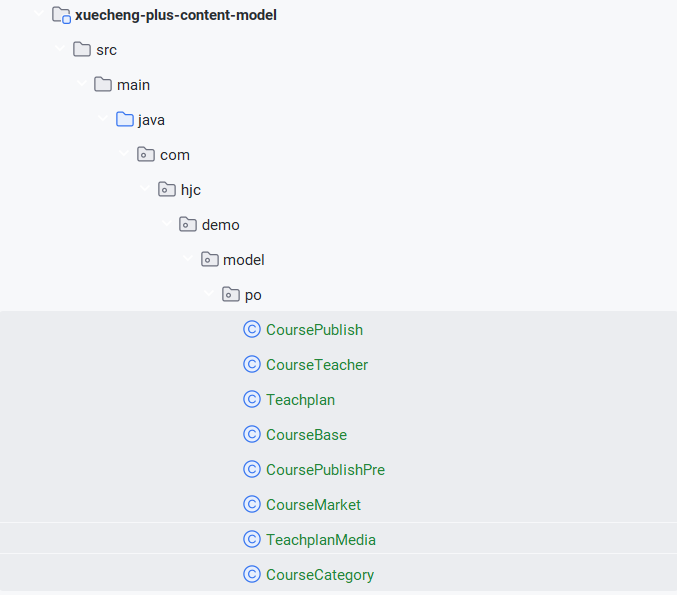 xuecheng-plus-content-model
src
main
java
com
hjc
demo
model
po
CoursePublish
CourseTeacher
Teachplan
CourseBase
CoursePublishPre
CourseMarket
TeachplanMedia
CourseCategory